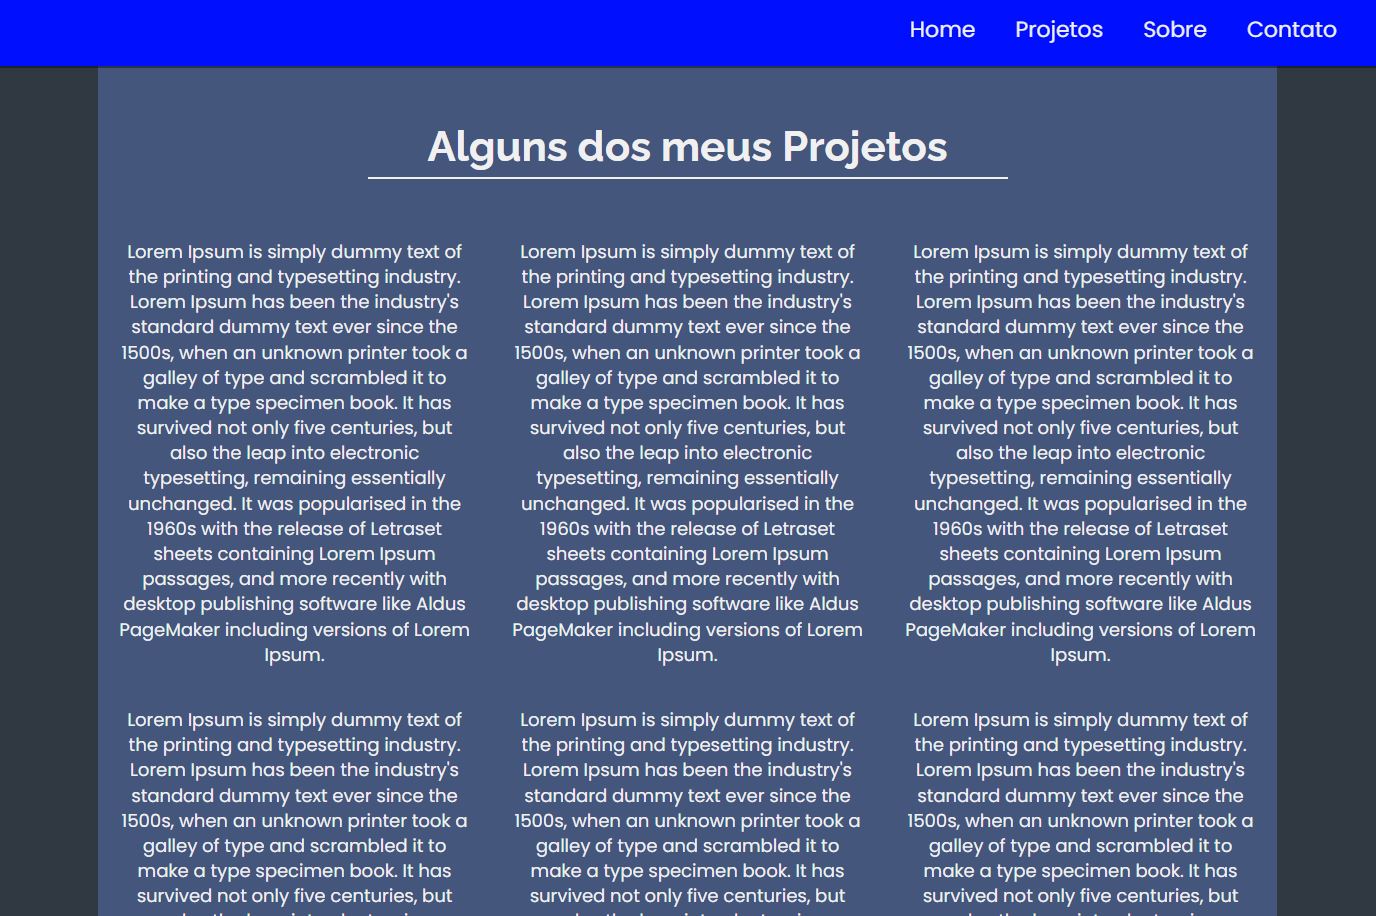 Home Projetos Sobre Contato
Alguns dos meus Projetos
Lorem Ipsum is simply dummy text of
the printing and typesetting industry.
Lorem Ipsum has been the industry's
standard dummy text ever since the
1500s, when an unknown printer took a
galley of type and scrambled it to
make a type specimen book. It has
survived not only five centuries, but
also the leap into electronic
typesetting, remaining essentially
unchanged. It was popularised in the
1960s with the release of Letraset
sheets containing Lorem Ipsum
passages, and more recently with
desktop publishing software like Aldus
PageMaker including versions of Lorem
Ipsum.
Lorem Ipsum is simply dummy text of
the printing and typesetting industry.
Lorem Ipsum has been the industry's
standard dummy text ever since the
1500s, when an unknown printer took a
galley of type and scrambled it to
make a type specimen book. It has
survived not only five centuries, but
also the leap into electronic
typesetting, remaining essentially
unchanged. It was popularised in the
1960s with the release of Letraset
sheets containing Lorem Ipsum
passages, and more recently with
desktop publishing software like Aldus
PageMaker including versions of Lorem
Ipsum.
Lorem Ipsum is simply dummy text of
the printing and typesetting industry.
Lorem Ipsum has been the industry's
standard dummy text ever since the
1500s, when an unknown printer took a
galley of type and scrambled it to
make a type specimen book. It has
survived not only five centuries, but
also the leap into electronic
typesetting, remaining essentially
unchanged. It was popularised in the
1960s with the release of Letraset
sheets containing Lorem Ipsum
passages, and more recently with
desktop publishing software like Aldus
PageMaker including versions of Lorem
Ipsum.
Lorem Ipsum is simply dummy text of
the printing and typesetting industry.
Lorem Ipsum has been the industry's
standard dummy text ever since the
1500s, when an unknown printer took a
galley of type and scrambled it to
make a type specimen book. It has
survived not only five centuries, but
Lorem Ipsum is simply dummy text of
the printing and typesetting industry.
Lorem Ipsum has been the industry's
standard dummy text ever since the
1500s, when an unknown printer took a
galley of type and scrambled it to
make a type specimen book. It has
survived not only five centuries, but
Lorem Ipsum is simply dummy text of
the printing and typesetting industry.
Lorem Ipsum has been the industry's
standard dummy text ever since the
1500s, when an unknown printer took a
galley of type and scrambled it to
make a type specimen book. It has
survived not only five centuries, but